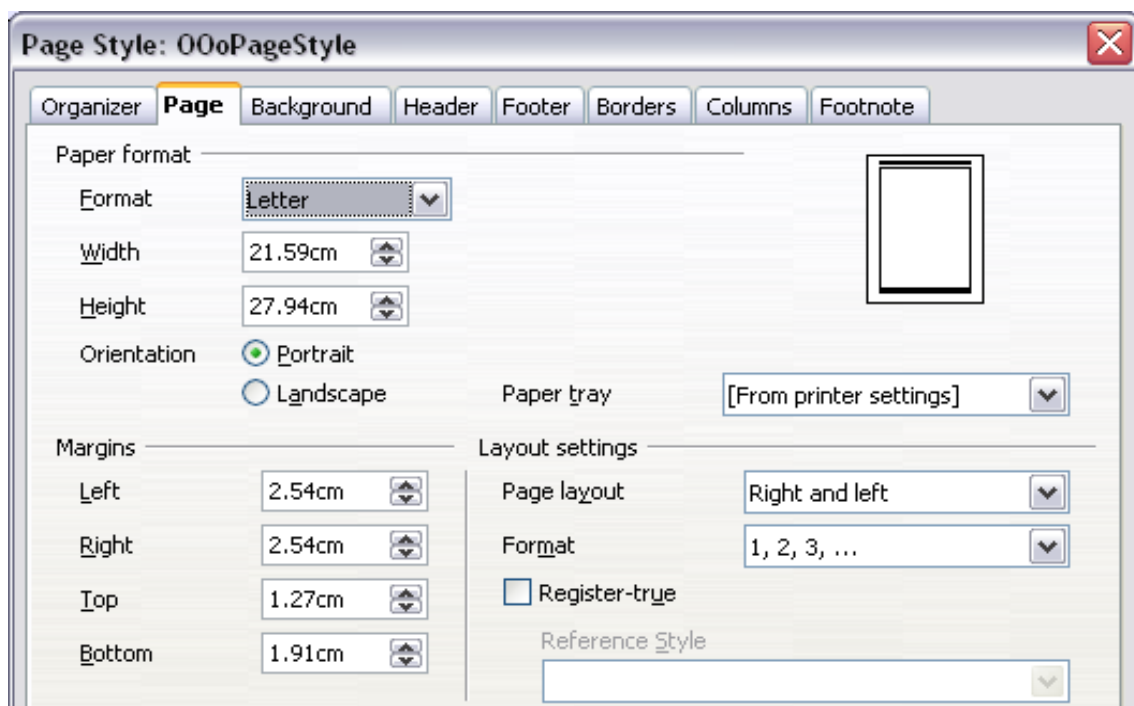 Page Style: OOoPageStyle
Organizer Page Background Header Footer Borders Columns Footnote
Paper format
Format Letter
Width 21.59cm
Height 27.94cm
Orientation Portrait
Landscape Paper tray [From printer settings]
Margins Layout settings
Left 2.54cm Page layout Right and left
Right 2.54cm Format 1, 2, 3, ...
Top 1.27cm Register-true
Bottom 1.91cm Reference Style